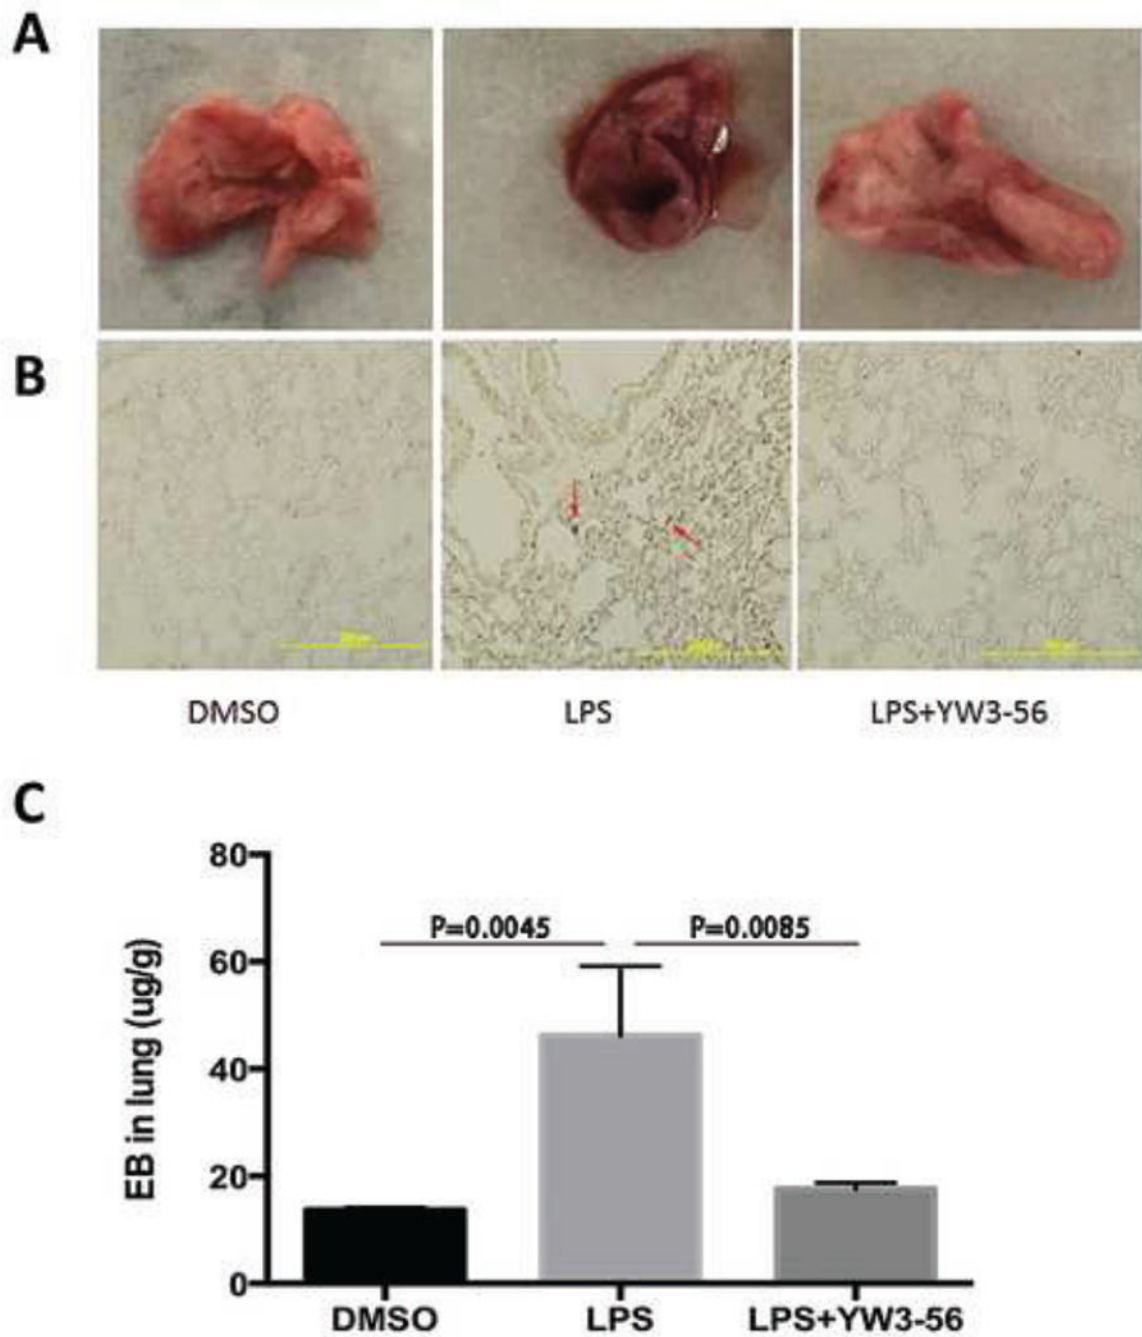 A
B
DMSO LPS LPS+YW3-56
C
80
P=0.0045 P=0.0085
60
40
20
0
EB in lung (ug/g)
DMSO LPS LPS+YW3-56